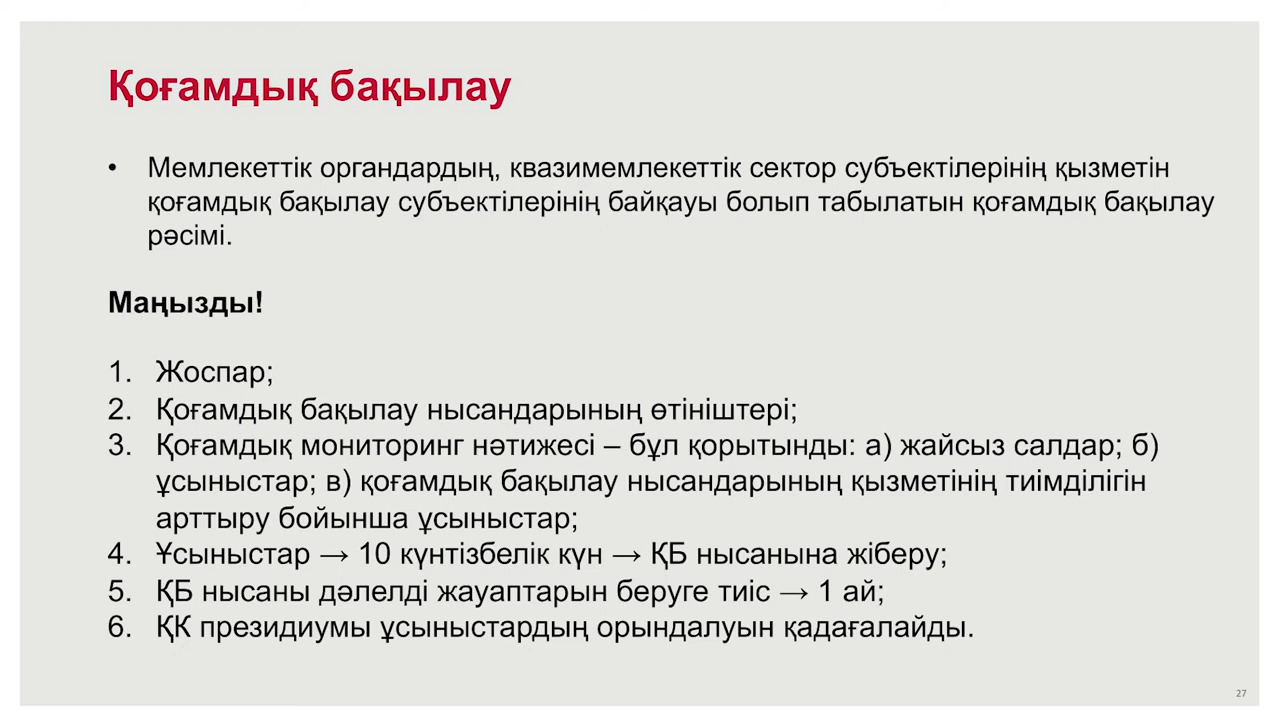 Қоғамдық бақылау
• Мемлекеттік органдардың, квазимемлекеттік сектор субъектілерінің қызметін
қоғамдық бақылау субъектілерінің байқауы болып табылатын қоғамдық бақылау
рәсімі.
Маңызды!
1. Жоспар;
2. Қоғамдық бақылау нысандарының өтініштері;
3. Қоғамдық мониторинг нәтижесі – бұл қорытынды: а) жайсыз салдар; б)
ұсыныстар; в) қоғамдық бақылау нысандарының қызметінің тиімділігін
арттыру бойынша ұсыныстар;
4. Ұсыныстар → 10 күнтізбелік күн → ҚБ нысанына жіберу;
5. ҚБ нысаны дәлелді жауаптарын беруге тиіс → 1 ай;
6. ҚК президиумы ұсыныстардың орындалуын қадағалайды.
27